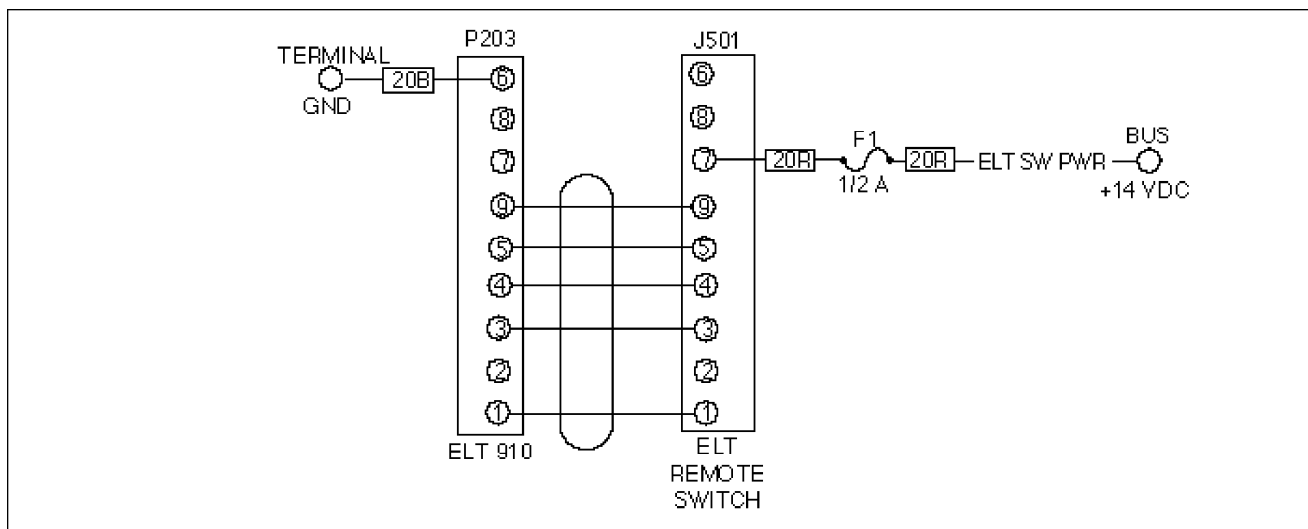 P203
J501
TERMINAL
20B
GND
6
8
7
9
5
4
3
2
1
ELT 910
6
8
7
9
5
4
3
2
1
ELT
REMOTE
SWITCH
20R
F1
1/2 A
20R
ELT SW PWR
BUS
+14 VDC